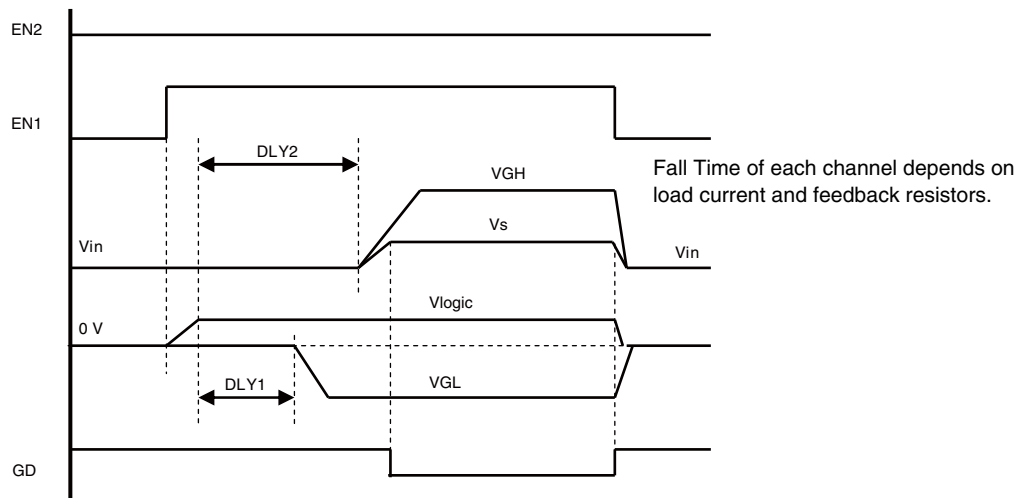 EN2
EN1
DLY2
Fall Time of each channel depends on
load current and feedback resistors.
VGH
Vs
Vin
Vin
Vlogic
0 V
DLY1
VGL
GD